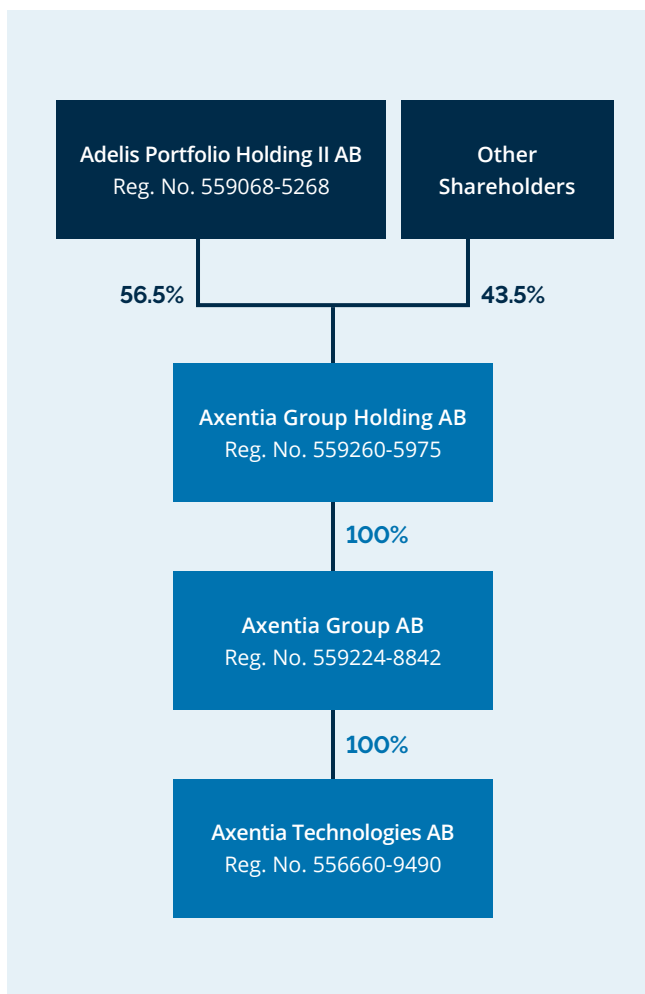 Adelis Portfolio Holding II AB
Reg. No. 559068-5268
Other
Shareholders
56.5%
43.5%
Axentia Group Holding AB
Reg. No. 559260-5975
100%
Axentia Group AB
Reg. No. 559224-8842
100%
Axentia Technologies AB
Reg. No. 556660-9490